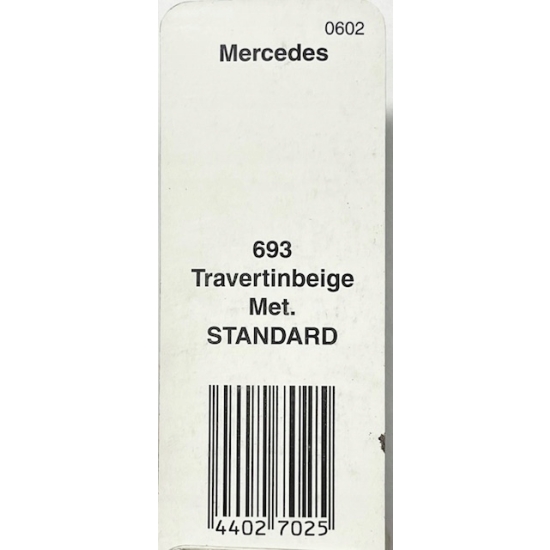 0602
Mercedes
693
Travertinbeige
Met.
STANDARD
4402 7025